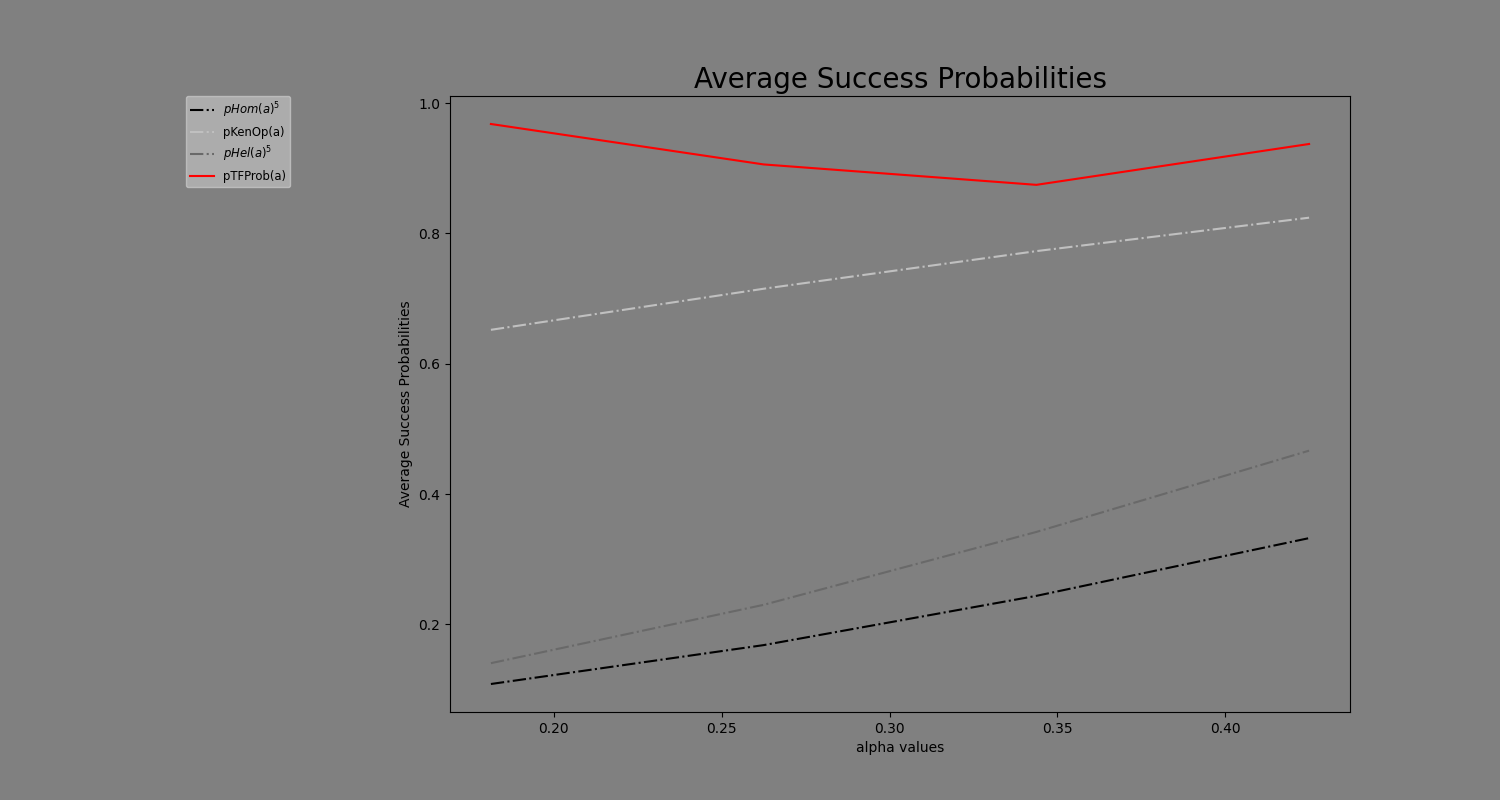 Average Success Probabilities
pHom(a)^5
pKenOp(a)
pHel(a)^5
pTFProb(a)
1.0
0.8
0.6
0.4
0.2
Average Success Probabilities
0.20 0.25 0.30 0.35 0.40
alpha values